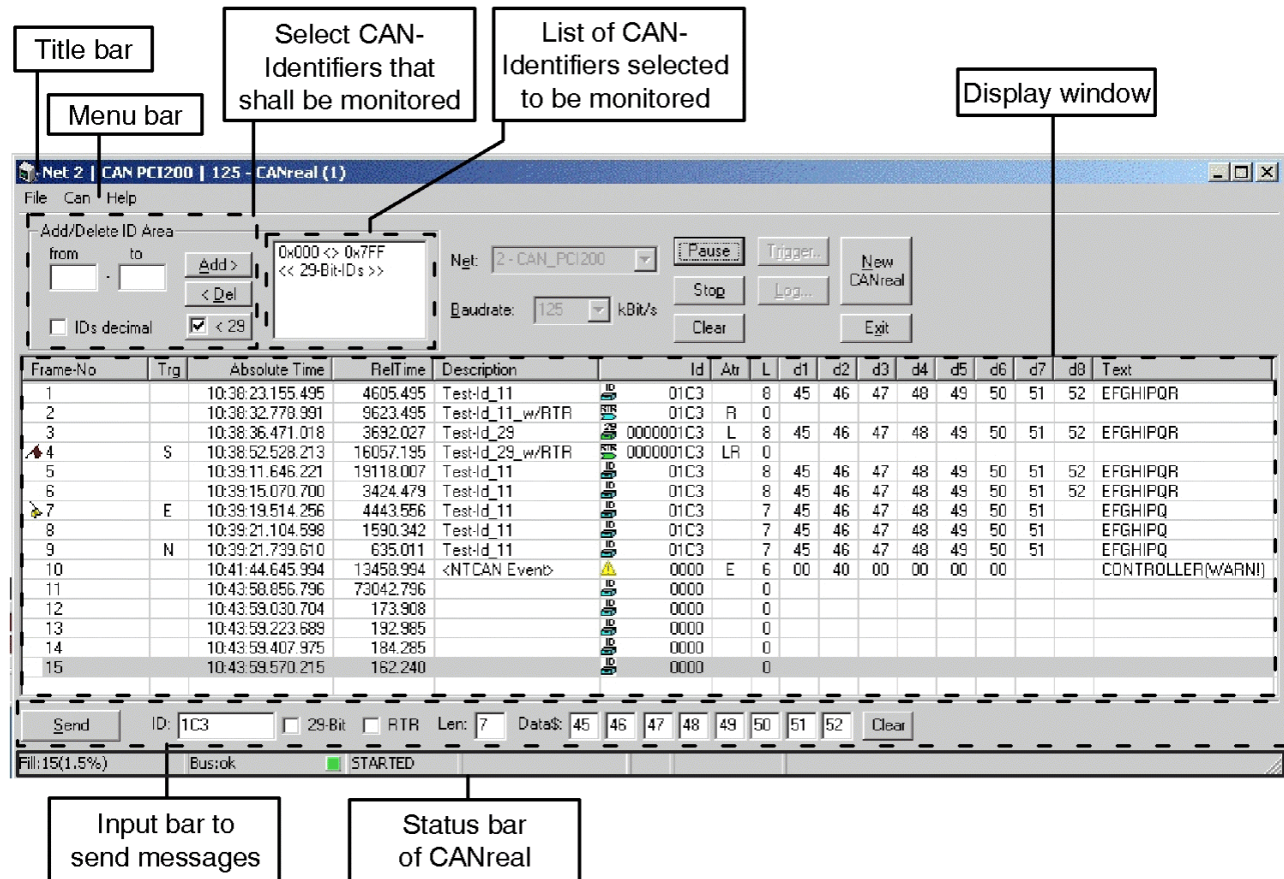 Title bar
Select CAN-
Identifiers that
shall be monitored
List of CAN-
Identifiers selected
to be monitored
Menu bar
Display window
Net 2 | CAN PCI200 | 125 - CANreal (1)
File Can Help
Add/Delete ID Area
from to
-
Add >
< Del
IDs decimal
< 29
0x000 <> 0x7FF
<< 29-Bit-IDs >>
Net: 2 - CAN_PCI200
Baudrate: 125 kBit/s
Pause
Stop
Clear
Trigger...
Log...
New
CANreal
Exit
Frame-No Trg Absolute Time RelTime Description Id Atr L d1 d2 d3 d4 d5 d6 d7 d8 Text
1 10:38:23.155.495 4605.495 Test-Id_11 ID 01C3 8 45 46 47 48 49 50 51 52 EFGHIPQR
2 10:38:32.778.991 9623.495 Test-Id_11_w/RTR RTR 01C3 R 0
3 10:38:36.471.018 3692.027 Test-Id_29 29 0000001C3 L 8 45 46 47 48 49 50 51 52 EFGHIPQR
4 S 10:38:52.528.213 16057.195 Test-Id_29_w/RTR RTR 0000001C3 LR 0
5 10:39:11.646.221 19118.007 Test-Id_11 ID 01C3 8 45 46 47 48 49 50 51 52 EFGHIPQR
6 10:39:15.070.700 3424.479 Test-Id_11 ID 01C3 8 45 46 47 48 49 50 51 52 EFGHIPQR
7 E 10:39:19.514.256 4443.556 Test-Id_11 ID 01C3 7 45 46 47 48 49 50 51 EFGHIPQ
8 10:39:21.104.598 1590.342 Test-Id_11 ID 01C3 7 45 46 47 48 49 50 51 EFGHIPQ
9 N 10:39:21.739.610 635.011 Test-Id_11 ID 01C3 7 45 46 47 48 49 50 51 EFGHIPQ
10 10:41:44.645.994 13458.994 <NTCAN Event> 0000 E 6 00 40 00 00 00 00 CONTROLLER(WARN!)
11 10:43:58.856.796 73042.796 ID 0000 0
12 10:43:59.030.704 173.908 ID 0000 0
13 10:43:59.223.689 192.985 ID 0000 0
14 10:43:59.407.975 184.285 ID 0000 0
15 10:43:59.570.215 162.240 ID 0000 0
Send ID: 1C3 29-Bit RTR Len: 7 Data$: 45 46 47 48 49 50 51 52 Clear
Fill:15(1.5%) Bus:ok STARTED
Input bar to
send messages
Status bar
of CANreal